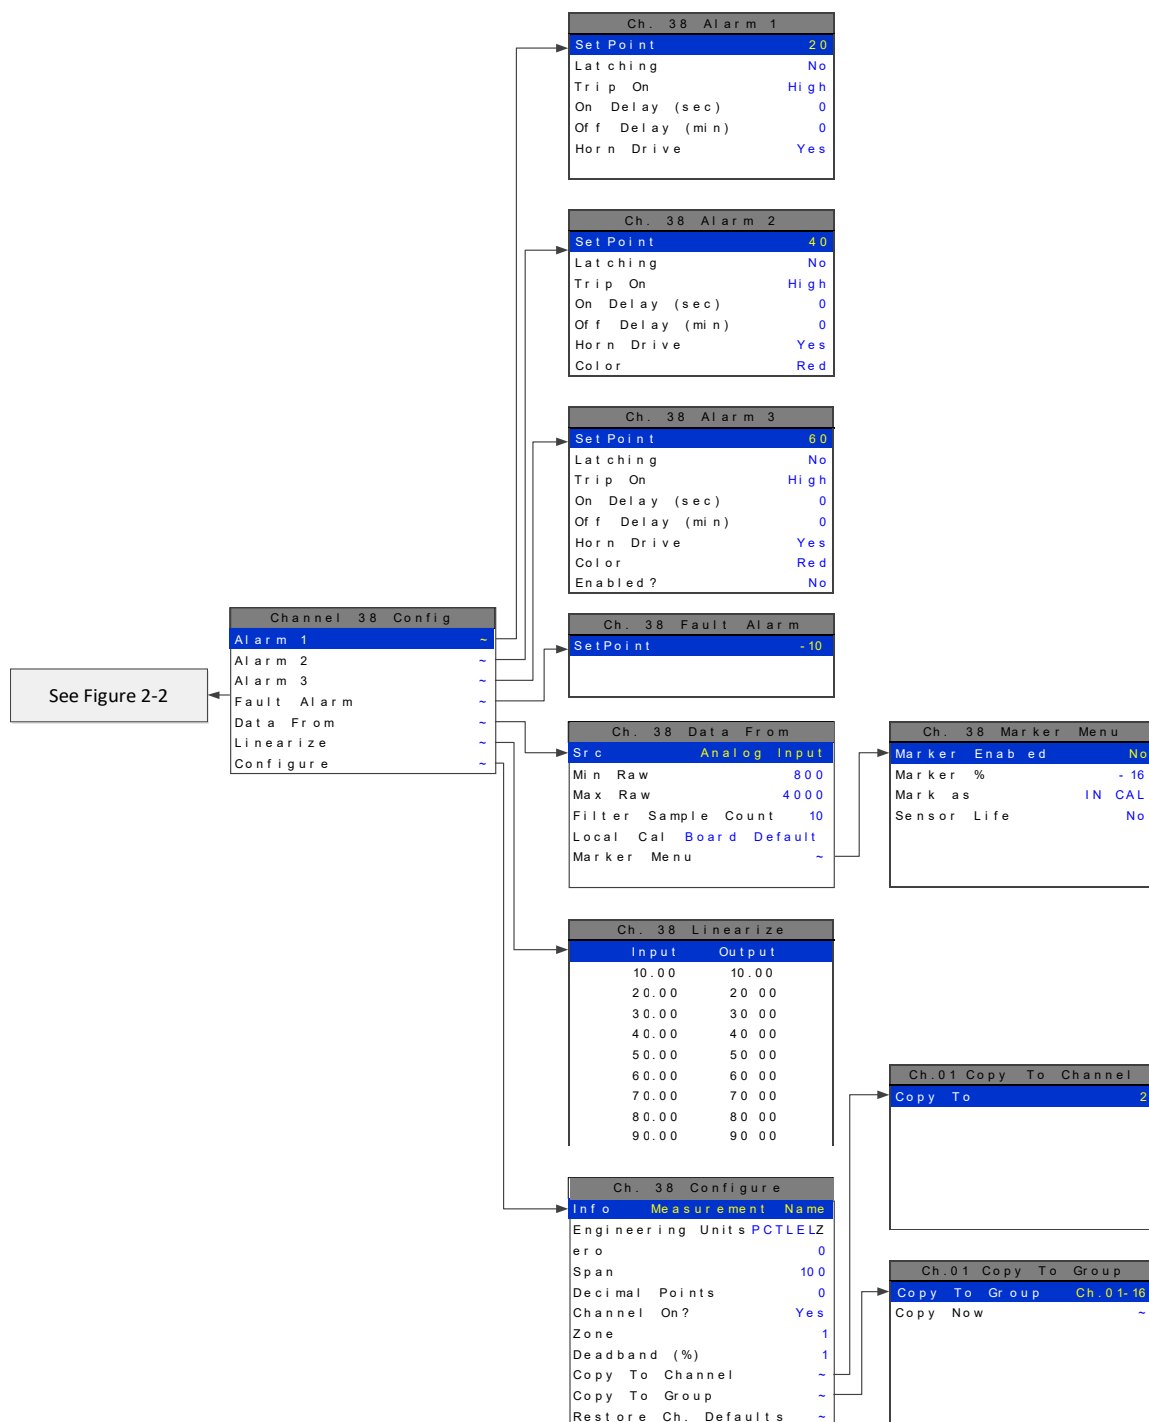 Ch. 38 Alarm 1
SetPoint 20
Latching No
Trip On High
On Delay (sec) 0
Off Delay (min) 0
Horn Drive Yes
Ch. 38 Alarm 2
SetPoint 40
Latching No
Trip On High
On Delay (sec) 0
Off Delay (min) 0
Horn Drive Yes
Color Red
Ch. 38 Alarm 3
SetPoint 60
Latching No
Trip On High
On Delay (sec) 0
Off Delay (min) 0
Horn Drive Yes
Color Red
Enabled? No
Channel 38 Config
Alarm 1 ~
Alarm 2 ~
Alarm 3 ~
Fault Alarm ~
Data From ~
Linearize ~
Configure ~
See Figure 2-2
Ch. 38 Fault Alarm
SetPoint -10
Ch. 38 Data From
Src Analog Input
Min Raw 800
Max Raw 4000
Filter Sample Count 10
Local Cal Board Default
Marker Menu ~
Ch. 38 Marker Menu
Marker Enab ed No
Marker % -16
Mark as IN CAL
Sensor Life No
Ch. 38 Linearize
Input Output
10.00 10.00
20.00 20 00
30.00 30 00
40.00 40 00
50.00 50 00
60.00 60 00
70.00 70 00
80.00 80 00
90.00 90 00
Ch.01 Copy To Channel
Copy To 2
Ch. 38 Configure
Info Measurement Name
Engineering Units PCTLELZ
ero 0
Span 100
Decimal Points 0
Channel On? Yes
Zone 1
Deadband (%) 1
Copy To Channel ~
Copy To Group ~
Restore Ch. Defaults ~
Ch.01 Copy To Group
Copy To Group Ch.01-16
Copy Now ~